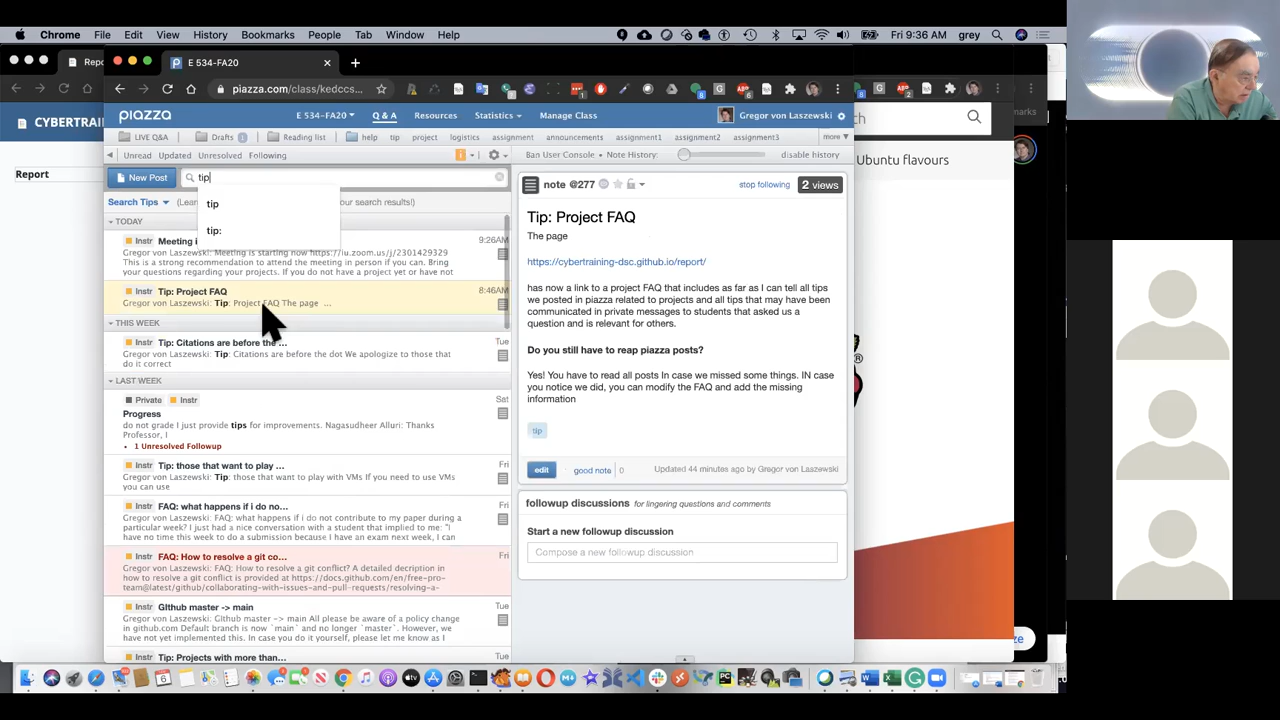 Chrome File Edit View History Bookmarks People Tab Window Help
Fri 9:36 AM grey
Repo
E 534-FA20
piazza.com/class/kedccs...
CYBERTRAIN
piazza E 534-FA20 Q & A Resources Statistics Manage Class Gregor von Laszewski
ch
marks
LIVE Q&A Drafts 1 Reading list help tip project logistics assignment announcements assignment1 assignment2 assignment3 more
Unread Updated Unresolved Following
Ban User Console - Note History: disable history
Ubuntu flavours
Report
New Post
tip
note @277
stop following 2 views
Search Tips (Lear
tip
our search results!)
tip:
TODAY
Instr Meeting i 9:26AM
Gregor von Laszewski: Meeting is starting now https://iu.zoom.us/j/2301429329
This is a strong recommendation to attend the meeting in person if you can. Bring
your questions regarding your projects. If you do not have a project yet or have not
Instr Tip: Project FAQ 8:46AM
Gregor von Laszewski: Tip: Project FAQ The page ...
THIS WEEK
Instr Tip: Citations are before the ... Tue
Gregor von Laszewski: Tip: Citations are before the dot We apologize to those that
do it correct
LAST WEEK
Private Instr Sat
Progress
do not grade I just provide tips for improvements. Nagasudheer Alluri: Thanks
Professor, I
1 Unresolved Followup
Instr Tip: those that want to play ... Fri
Gregor von Laszewski: Tip: those that want to play with VMs If you need to use VMs
you can use
Instr FAQ: what happens if i do no... Fri
Gregor von Laszewski: FAQ: what happens if i do not contribute to my paper during a
particular week? I just had a nice conversation with a student that implied to me: "I
have no time this week to do a submission because I have an exam next week, I can
Instr FAQ: How to resolve a git co... Fri
Gregor von Laszewski: FAQ: How to resolve a git conflict? A detailed decription in
how to resolve a git conflict is provided at https://docs.github.com/en/free-pro-
team@latest/github/collaborating-with-issues-and-pull-requests/resolving-a-
Instr GIthub master -> main Tue
Gregor von Laszewski: GIthub master -> main All please be aware of a policy change
in github.com Default branch is now `main` and no longer `master`. However, we
have not yet implemented this. In case you do it yourself, please let me know as I
Instr Tip: Projects with more than... Tue
Tip: Project FAQ
The page
https://cybertraining-dsc.github.io/report/
has now a link to a project FAQ that includes as far as I can tell all tips
we posted in piazza related to projects and all tips that may have been
communicated in private messages to students that asked us a
question and is relevant for others.
Do you still have to reap piazza posts?
Yes! You have to read all posts In case we missed some things. IN case
you notice we did, you can modify the FAQ and add the missing
information
tip
edit good note 0 Updated 44 minutes ago by Gregor von Laszewski
followup discussions for lingering questions and comments
Start a new followup discussion
Compose a new followup discussion